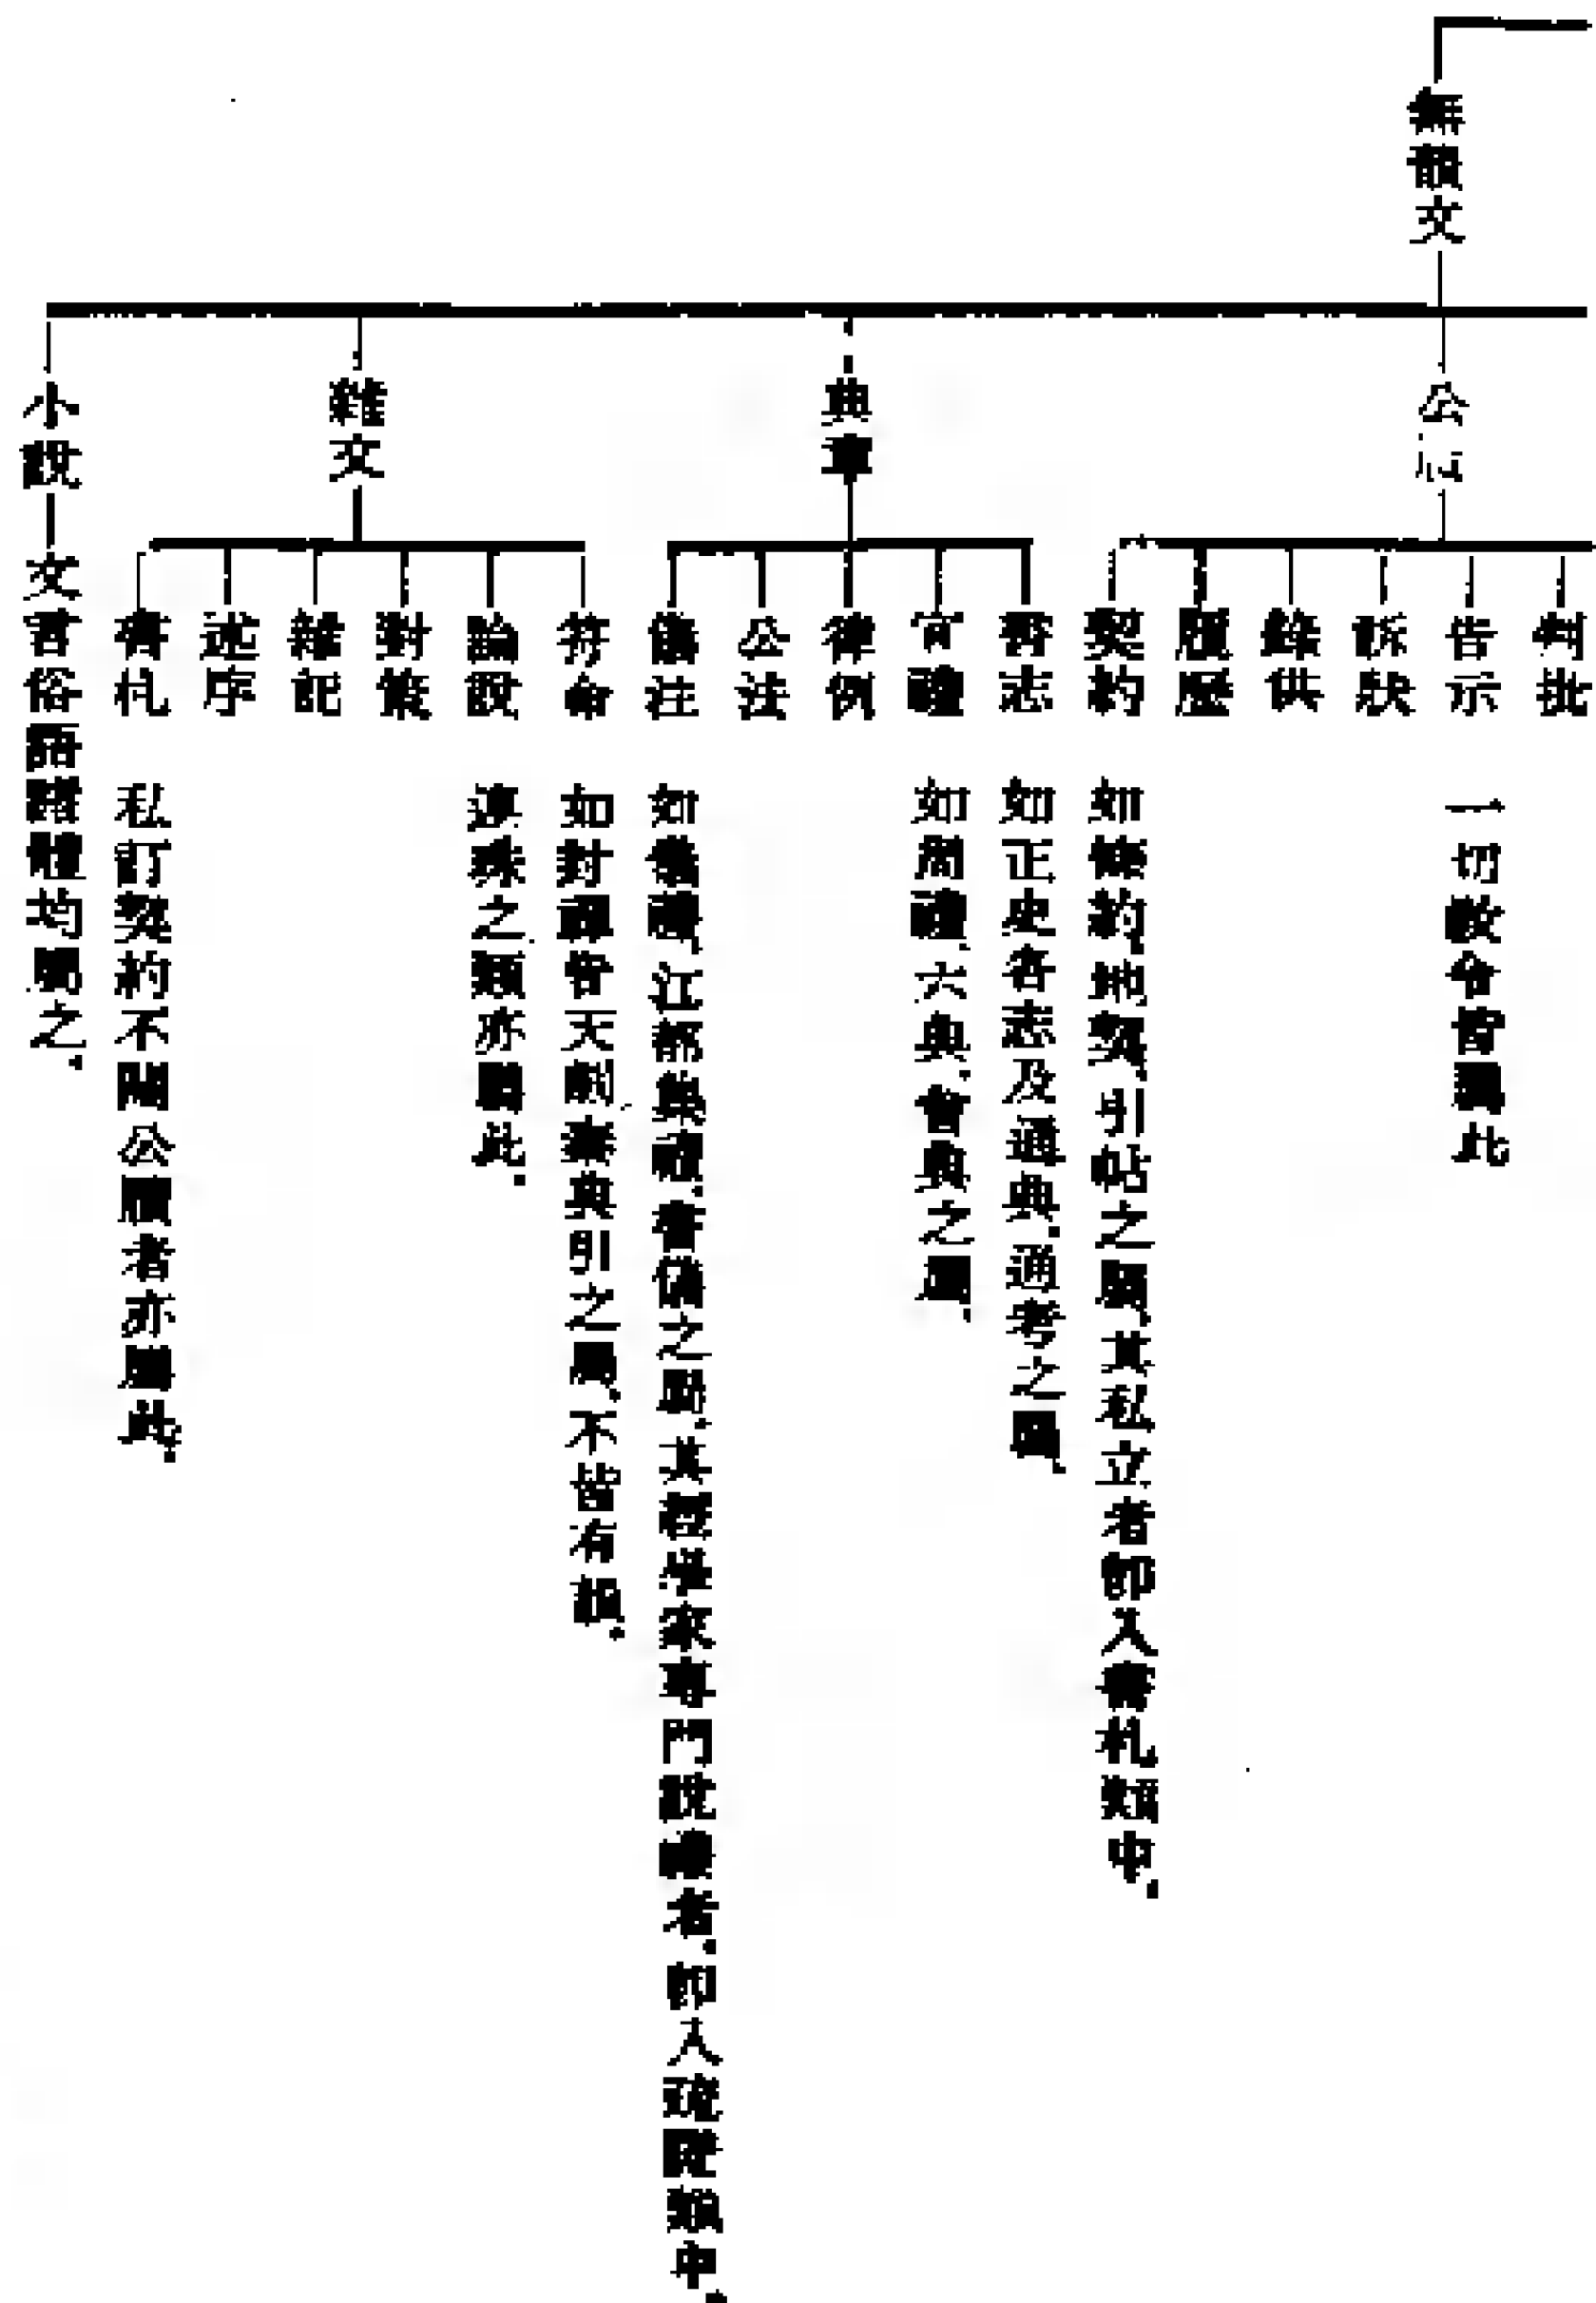 無韻文
公牘
判批
告示 一切教令皆屬此
訴狀
錄供
履歷
契約 如條約、地契、引帖之類、其私立者卽入書札類中.
典章
書志 如正史各志及通典、通考之屬、
官禮 如周禮、六典、會典之屬、
律例
公法
儀注 如儀禮、江都集禮、書儀之類、其經學家專門說禮者、卽入疏證類中、
雜文
符命 如封禪告天劇秦典引之屬、不皆有韻.
論說 連珠之類亦屬此.
對策
雜記
述序
書札 私訂契約不關公牘者亦屬此.
小說 文言俗語諸體均屬之.